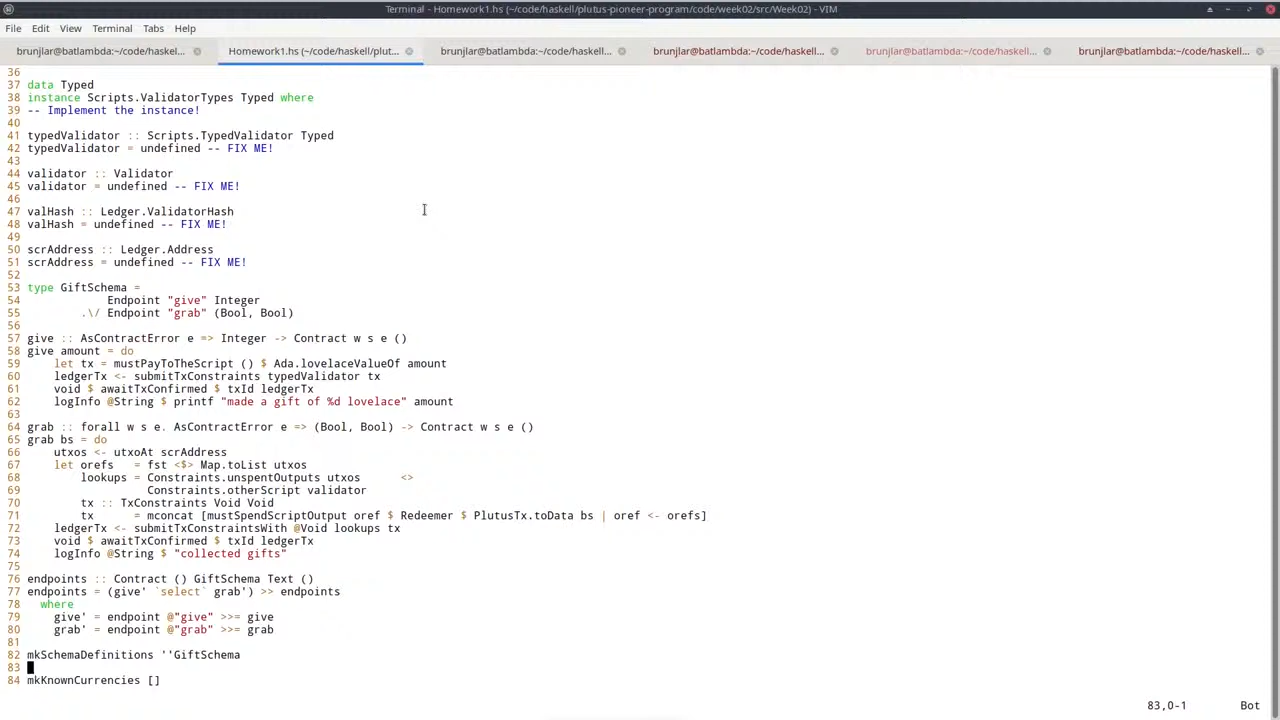 Terminal - Homework1.hs (~/code/haskell/plutus-pioneer-program/code/week02/src/Week02) - VIM
File Edit View Terminal Tabs Help
brunjlar@batlambda:~/code/haskel... Homework1.hs (~/code/haskell/plut... brunjlar@batlambda:~/code/haskell... brunjlar@batlambda:~/code/haskell... brunjlar@batlambda:~/code/haskell... brunjlar@batlambda:~/code/haskell...
36
37 data Typed
38 instance Scripts.ValidatorTypes Typed where
39 -- Implement the instance!
40
41 typedValidator :: Scripts.TypedValidator Typed
42 typedValidator = undefined -- FIX ME!
43
44 validator :: Validator
45 validator = undefined -- FIX ME!
46
47 valHash :: Ledger.ValidatorHash
48 valHash = undefined -- FIX ME!
49
50 scrAddress :: Ledger.Address
51 scrAddress = undefined -- FIX ME!
52
53 type GiftSchema =
54             Endpoint "give" Integer
55         .\/ Endpoint "grab" (Bool, Bool)
56
57 give :: AsContractError e => Integer -> Contract w s e ()
58 give amount = do
59     let tx = mustPayToTheScript () $ Ada.lovelaceValueOf amount
60     ledgerTx <- submitTxConstraints typedValidator tx
61     void $ awaitTxConfirmed $ txId ledgerTx
62     logInfo @String $ printf "made a gift of %d lovelace" amount
63
64 grab :: forall w s e. AsContractError e => (Bool, Bool) -> Contract w s e ()
65 grab bs = do
66     utxos <- utxoAt scrAddress
67     let orefs   = fst <$> Map.toList utxos
68         lookups = Constraints.unspentOutputs utxos      <>
69                   Constraints.otherScript validator
70         tx :: TxConstraints Void Void
71         tx      = mconcat [mustSpendScriptOutput oref $ Redeemer $ PlutusTx.toData bs | oref <- orefs]
72     ledgerTx <- submitTxConstraintsWith @Void lookups tx
73     void $ awaitTxConfirmed $ txId ledgerTx
74     logInfo @String $ "collected gifts"
75
76 endpoints :: Contract () GiftSchema Text ()
77 endpoints = (give' `select` grab') >> endpoints
78   where
79     give' = endpoint @"give" >>= give
80     grab' = endpoint @"grab" >>= grab
81
82 mkSchemaDefinitions ''GiftSchema
83
84 mkKnownCurrencies []
83,0-1 Bot